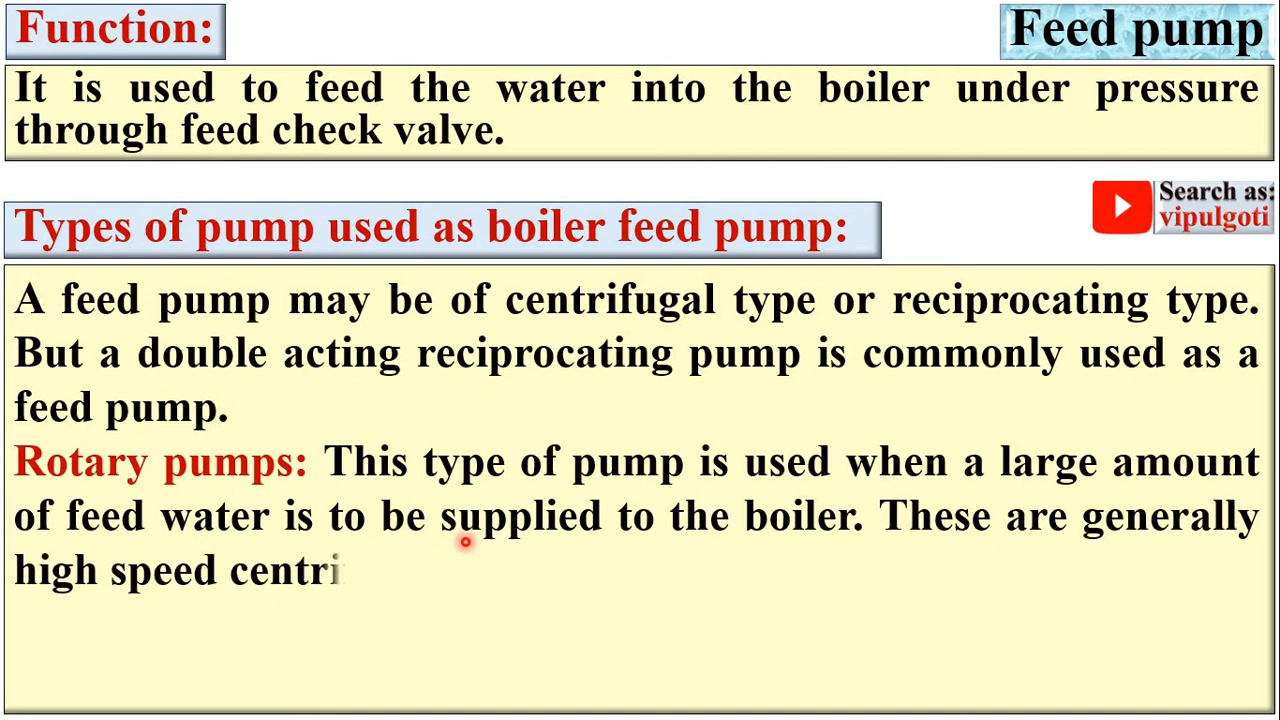 Function:
Feed pump
It is used to feed the water into the boiler under pressure
through feed check valve.
Search as:
vipulgoti
Types of pump used as boiler feed pump:
A feed pump may be of centrifugal type or reciprocating type.
But a double acting reciprocating pump is commonly used as a
feed pump.
Rotary pumps: This type of pump is used when a large amount
of feed water is to be supplied to the boiler. These are generally
high speed centri